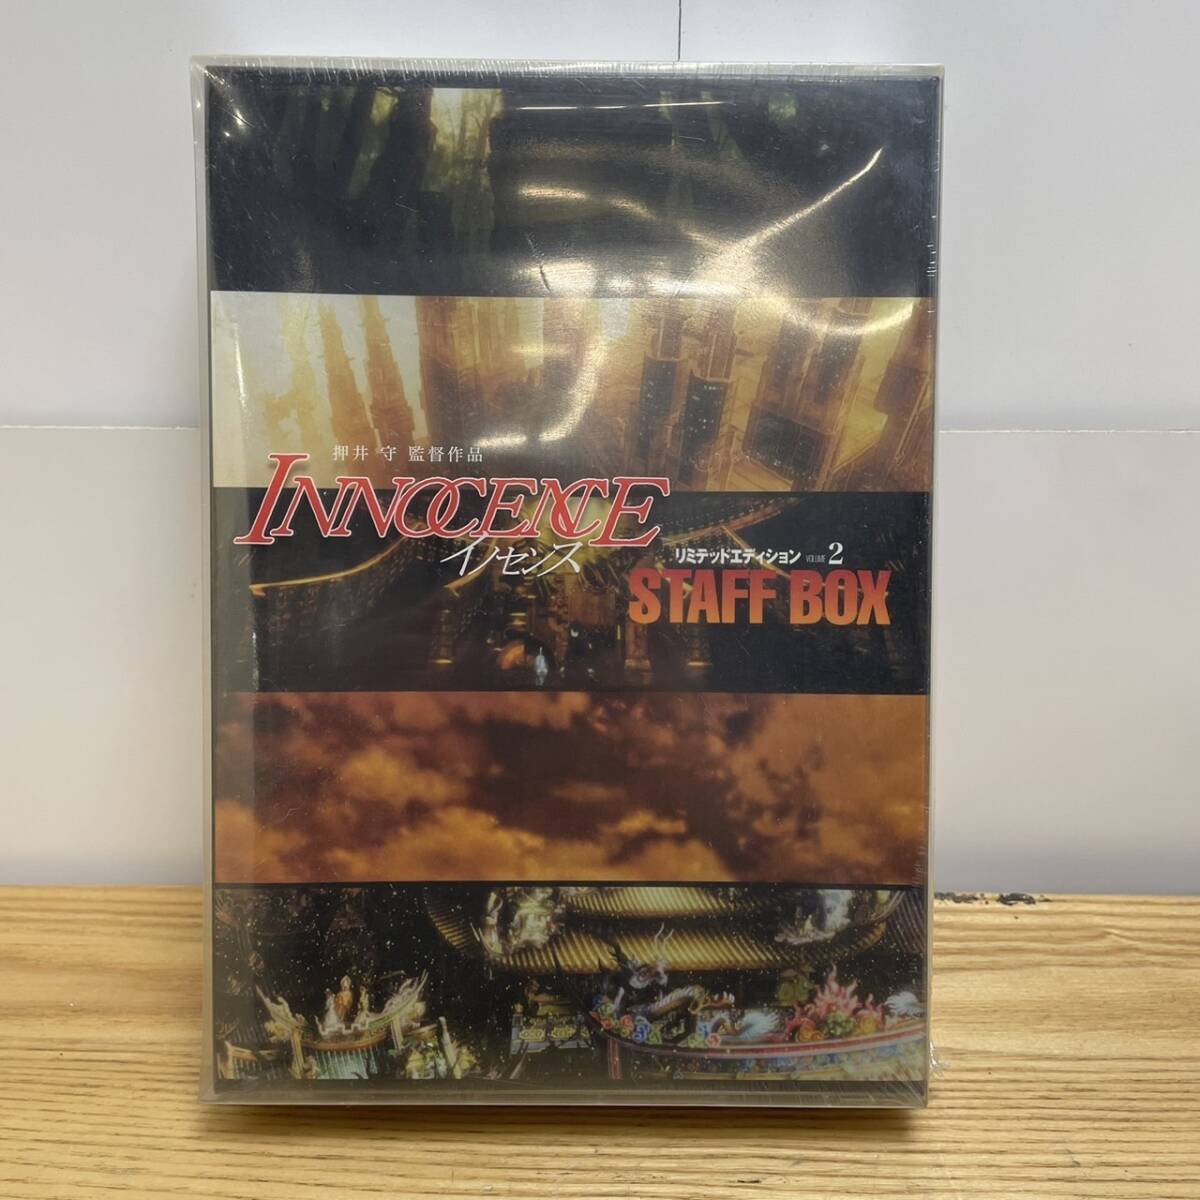 押井 守 監督作品
INNOCENCE
イノセンス
リミテッドエディション VOLUME 2
STAFF BOX